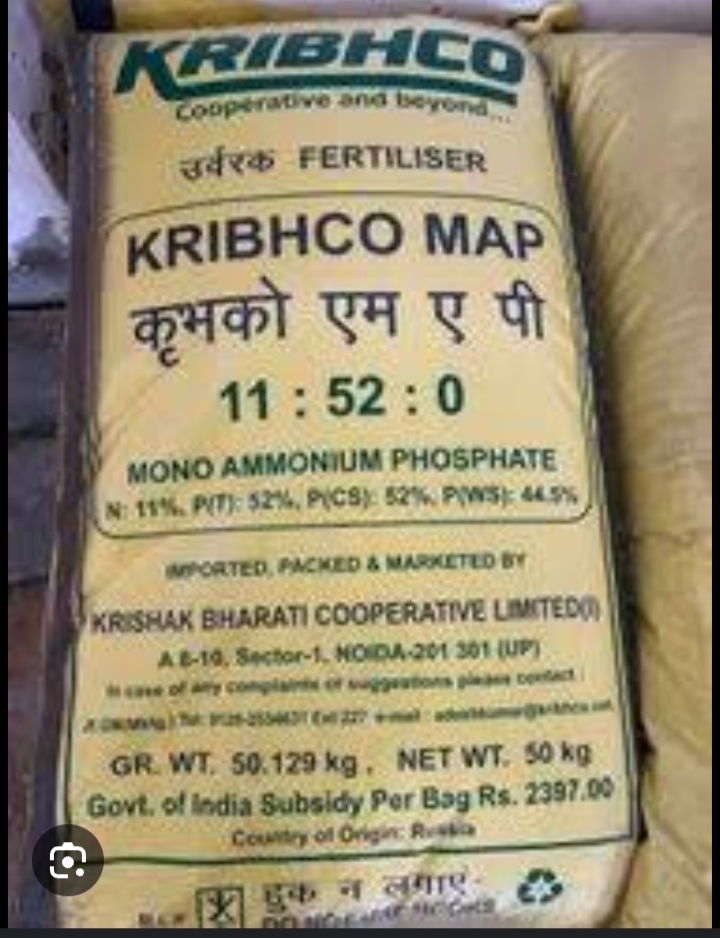 KRIBHCO
Cooperative and beyond...
उर्वरक FERTILISER
KRIBHCO MAP
कृभको एम ए पी
11 : 52 : 0
MONO AMMONIUM PHOSPHATE
N: 11%, P(T): 52%, P(CS): 52%, P(WS): 44.5%
IMPORTED, PACKED & MARKETED BY
KRISHAK BHARATI COOPERATIVE LIMITED(I)
A 8-10, Sector-1, NOIDA-201 301 (UP)
In case of any complaints or suggestions please contact :
Ext 227 e-mail :
GR. WT. 50.129 kg , NET WT. 50 kg
Govt. of India Subsidy Per Bag Rs. 2397.00
Country of Origin: Russia
हुक न लगाएं